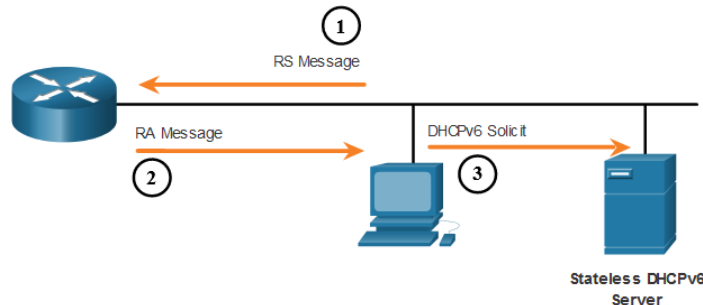 1
RS Message
RA Message
DHCPv6 Solicit
2
3
Stateless DHCPv6
Server